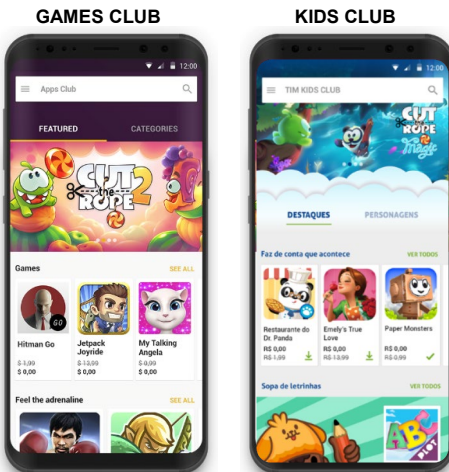 GAMES CLUB
KIDS CLUB
12:00
Apps Club
FEATURED
CATEGORIES
CUT
the
ROPE
2
Games
SEE ALL
GO
Hitman Go
Jetpack
Joyride
My Talking
Angela
$ 1,99
$ 13,99
$ 0,99
$ 0,00
$ 0,00
$ 0,00
Feel the adrenaline
SEE ALL
12:00
TIM KIDS CLUB
CUT
the
ROPE
Magic
DESTAQUES
PERSONAGENS
Faz de conta que acontece
VER TODOS
Restaurante do
Dr. Panda
Emely's True
Love
Paper Monsters
R$ 0,00
R$ 1,99
R$ 0,00
R$ 13,99
R$ 0,00
R$ 0,99
Sopa de letrinhas
VER TODOS
ABC